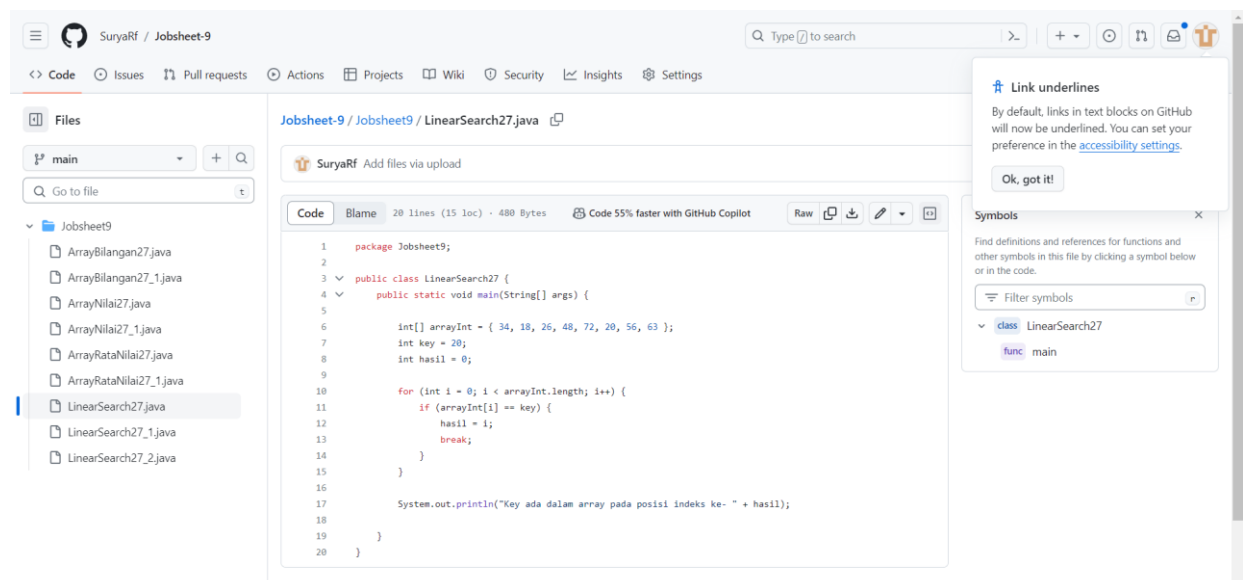 SuryaRf / Jobsheet-9
Type / to search
Code Issues Pull requests Actions Projects Wiki Security Insights Settings
Link underlines
By default, links in text blocks on GitHub
will now be underlined. You can set your
preference in the accessibility settings.
Ok, got it!
Files
main
Go to file t
Jobsheet9
ArrayBilangan27.java
ArrayBilangan27_1.java
ArrayNilai27.java
ArrayNilai27_1.java
ArrayRataNilai27.java
ArrayRataNilai27_1.java
LinearSearch27.java
LinearSearch27_1.java
LinearSearch27_2.java
Jobsheet-9 / Jobsheet9 / LinearSearch27.java
SuryaRf Add files via upload
Code Blame 20 lines (15 loc) · 480 Bytes Code 55% faster with GitHub Copilot Raw
1 package Jobsheet9;
2
3 public class LinearSearch27 {
4 public static void main(String[] args) {
5
6 int[] arrayInt = { 34, 18, 26, 48, 72, 20, 56, 63 };
7 int key = 20;
8 int hasil = 0;
9
10 for (int i = 0; i < arrayInt.length; i++) {
11 if (arrayInt[i] == key) {
12 hasil = i;
13 break;
14 }
15 }
16
17 System.out.println("Key ada dalam array pada posisi indeks ke- " + hasil);
18
19 }
20 }
Symbols
Find definitions and references for functions and
other symbols in this file by clicking a symbol below
or in the code.
Filter symbols r
class LinearSearch27
func main